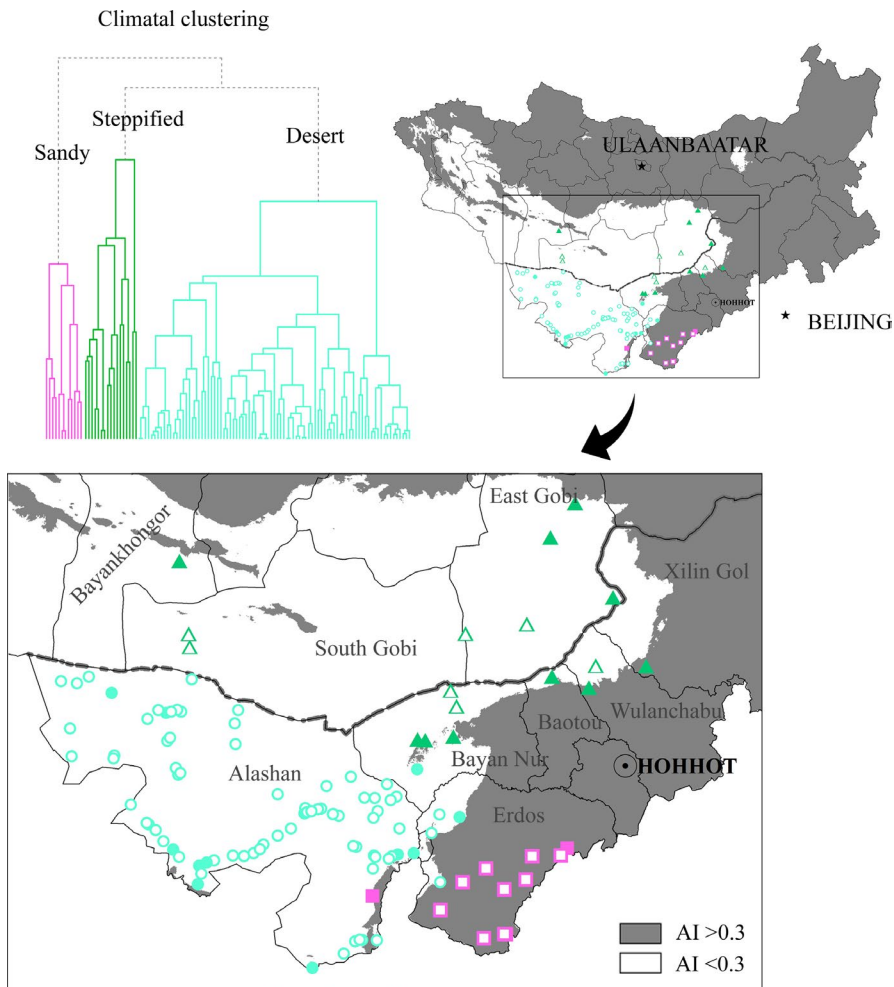 Climatal clustering
Steppified
Sandy
Desert
ULAANBAATAR
HOHHOT
BEIJING
East Gobi
Bayankhongor
Xilin Gol
South Gobi
Wulanchabu
Baotou
Bayan Nur
HOHHOT
Alashan
Erdos
AI >0.3
AI <0.3